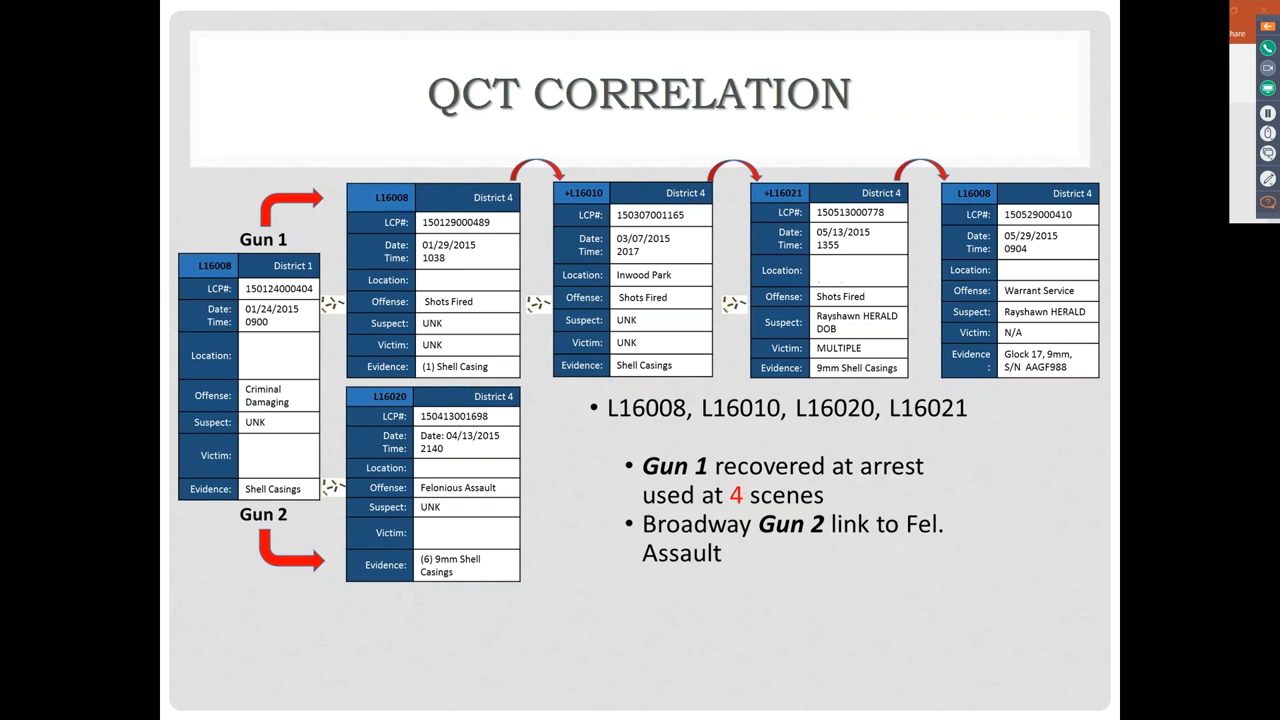 QCT CORRELATION
Gun 1
L16008 District 1
LCP#: 150124000404
Date: 01/24/2015
Time: 0900
Location:
Offense: Criminal
Damaging
Suspect: UNK
Victim:
Evidence: Shell Casings
Gun 2
L16008 District 4
LCP#: 150129000489
Date: 01/29/2015
Time: 1038
Location:
Offense: Shots Fired
Suspect: UNK
Victim: UNK
Evidence: (1) Shell Casing
L16020 District 4
LCP#: 150413001698
Date: Date: 04/13/2015
Time: 2140
Location:
Offense: Felonious Assault
Suspect: UNK
Victim:
Evidence: (6) 9mm Shell
Casings
+L16010 District 4
LCP#: 150307001165
Date: 03/07/2015
Time: 2017
Location: Inwood Park
Offense: Shots Fired
Suspect: UNK
Victim: UNK
Evidence: Shell Casings
+L16021 District 4
LCP#: 150513000778
Date: 05/13/2015
Time: 1355
Location:
Offense: Shots Fired
Suspect: Rayshawn HERALD
DOB
Victim: MULTIPLE
Evidence: 9mm Shell Casings
L16008 District 4
LCP#: 150529000410
Date: 05/29/2015
Time: 0904
Location:
Offense: Warrant Service
Suspect: Rayshawn HERALD
Victim: N/A
Evidence Glock 17, 9mm,
: S/N AAGF988
• L16008, L16010, L16020, L16021
• Gun 1 recovered at arrest
used at 4 scenes
• Broadway Gun 2 link to Fel.
Assault
hare